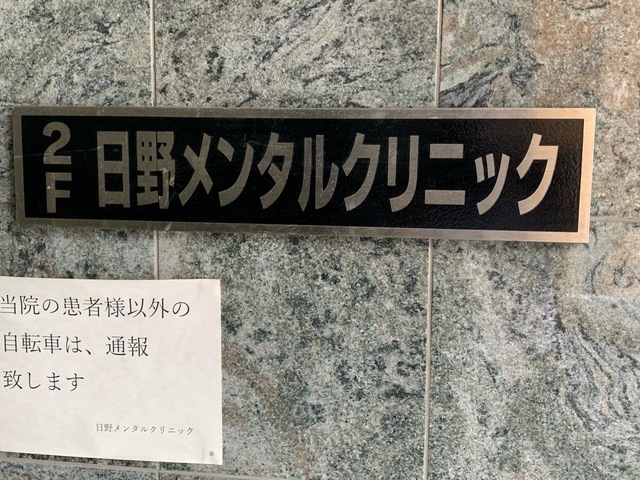 2F 日野メンタルクリニック
当院の患者様以外の
自転車は、通報
致します
日野メンタルクリニック